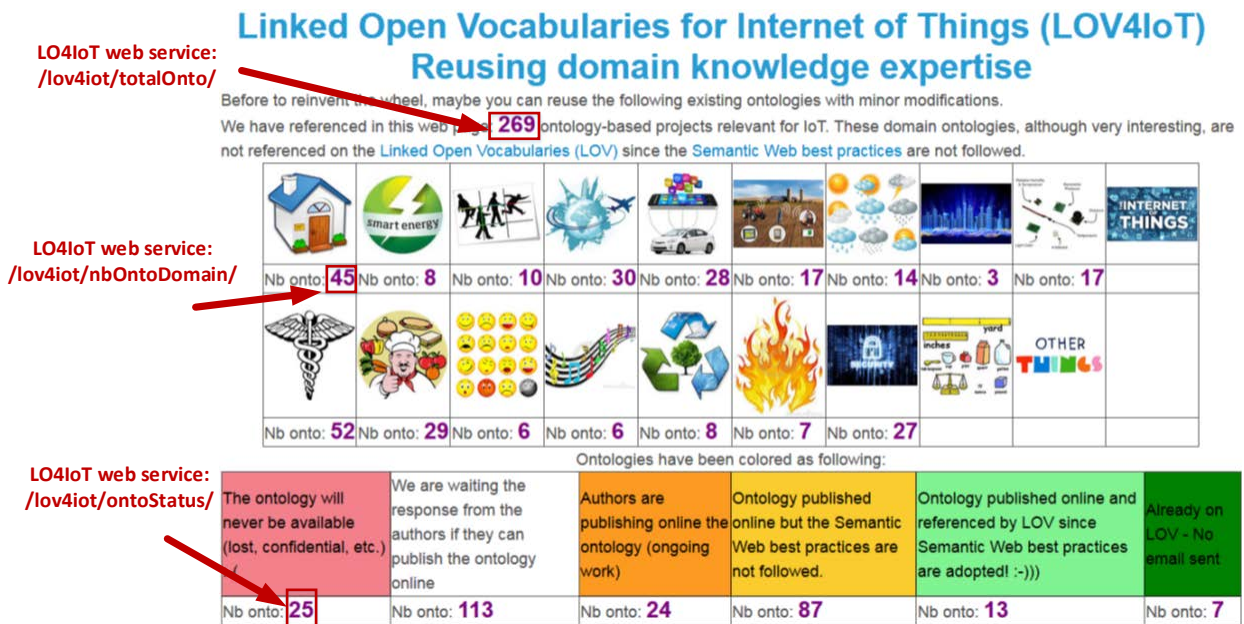 Linked Open Vocabularies for Internet of Things (LOV4IoT)
Reusing domain knowledge expertise
LO4IoT web service:
/lov4iot/totalOnto/
Before to reinvent the wheel, maybe you can reuse the following existing ontologies with minor modifications.
We have referenced in this web page: 269 ontology-based projects relevant for IoT. These domain ontologies, although very interesting, are
not referenced on the Linked Open Vocabularies (LOV) since the Semantic Web best practices are not followed.
smart energy
INTERNET
OF
THINGS
LO4IoT web service:
/lov4iot/nbOntoDomain/
Nb onto: 45 Nb onto: 8 Nb onto: 10 Nb onto: 30 Nb onto: 28 Nb onto: 17 Nb onto: 14 Nb onto: 3 Nb onto: 17
SECURITY
yard
inches
OTHER
THINGS
Nb onto: 52 Nb onto: 29 Nb onto: 6 Nb onto: 6 Nb onto: 8 Nb onto: 7 Nb onto: 27
Ontologies have been colored as following:
LO4IoT web service:
/lov4iot/ontoStatus/
The ontology will
never be available
(lost, confidential, etc.)
:-(
We are waiting the
response from the
authors if they can
publish the ontology
online
Authors are
publishing online the
ontology (ongoing
work)
Ontology published
online but the Semantic
Web best practices are
not followed.
Ontology published online and
referenced by LOV since
Semantic Web best practices
are adopted! :-)))
Already on
LOV - No
email sent
Nb onto: 25 Nb onto: 113 Nb onto: 24 Nb onto: 87 Nb onto: 13 Nb onto: 7